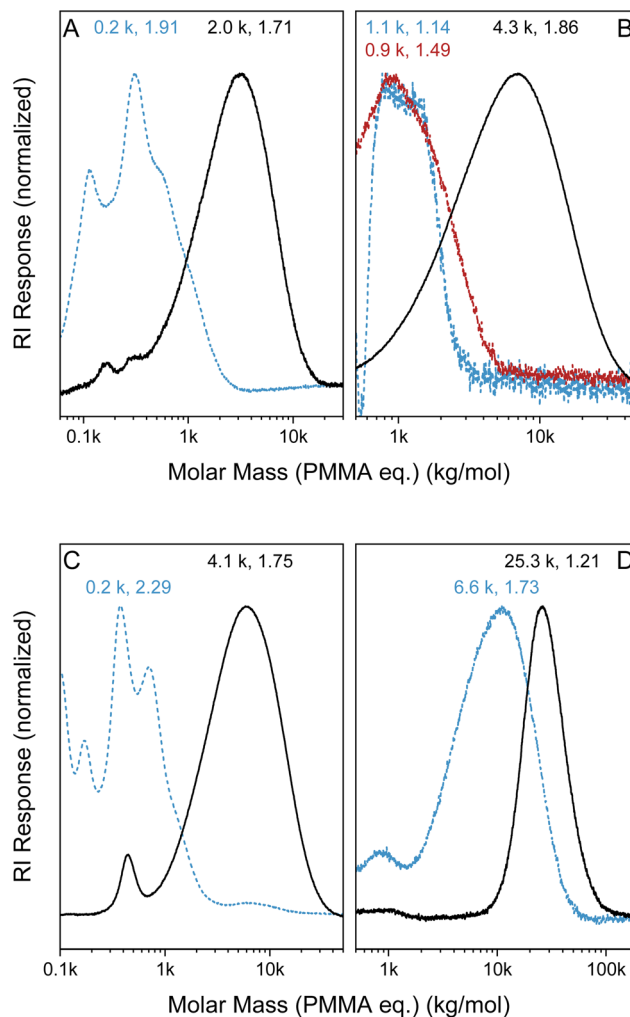 A
0.2 k, 1.91
2.0 k, 1.71
1.1 k, 1.14
0.9 k, 1.49
4.3 k, 1.86
B
RI Response (normalized)
0.1k
1k
10k
1k
10k
Molar Mass (PMMA eq.) (kg/mol)
C
4.1 k, 1.75
0.2 k, 2.29
25.3 k, 1.21
D
6.6 k, 1.73
RI Response (normalized)
0.1k
1k
10k
1k
10k
100k
Molar Mass (PMMA eq.) (kg/mol)